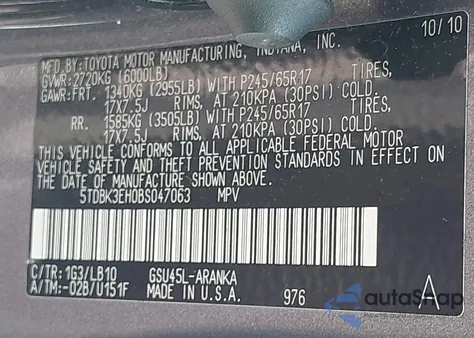 MFD.BY:TOYOTA MOTOR MANUFACTURING, INDIANA, INC. 10/10
GVWR:2720KG (6000LB)
GAWR:FRT. 1340KG (2955LB) WITH P245/65R17 TIRES,
17X7.5J RIMS, AT 210KPA (30PSI) COLD.
RR. 1585KG (3505LB) WITH P245/65R17 TIRES,
17X7.5J RIMS, AT 210KPA (30PSI) COLD.
THIS VEHICLE CONFORMS TO ALL APPLICABLE FEDERAL MOTOR
VEHICLE SAFETY AND THEFT PREVENTION STANDARDS IN EFFECT ON
THE DATE OF MANUFACTURE SHOWN ABOVE.
5TDBK3EH0BS047063 MPV
C/TR:1G3/LB10 GSU45L-ARANKA
A/TM:-02B/U151F MADE IN U.S.A. 976 A
autoSnap